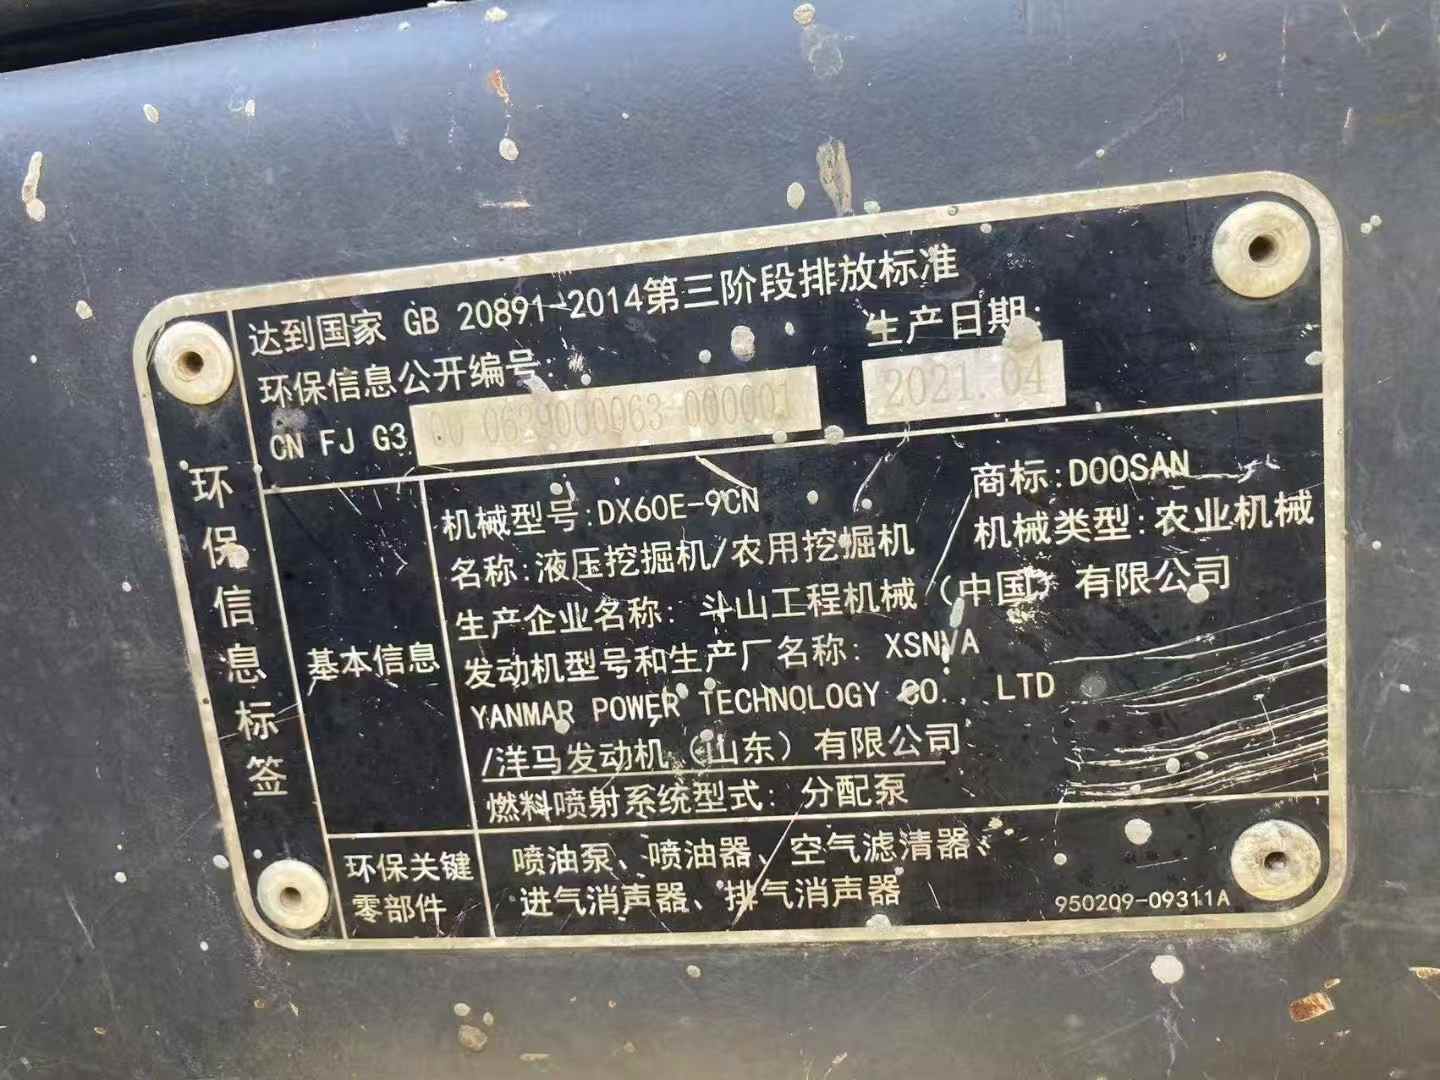 达到国家 GB 20891-2014第三阶段排放标准
环保信息公开编号:
生产日期:
CN FJ G3 00 0629000063 000001
2021.04
环保信息标签
基本信息
机械型号:DX60E-9CN
商标:DOOSAN
名称:液压挖掘机/农用挖掘机
机械类型:农业机械
生产企业名称: 斗山工程机械（中国）有限公司
发动机型号和生产厂名称: XSNVA
YANMAR POWER TECHNOLOGY CO., LTD
/洋马发动机（山东）有限公司
燃料喷射系统型式: 分配泵
环保关键
零部件
喷油泵、喷油器、空气滤清器、
进气消声器、排气消声器
950209-09311A